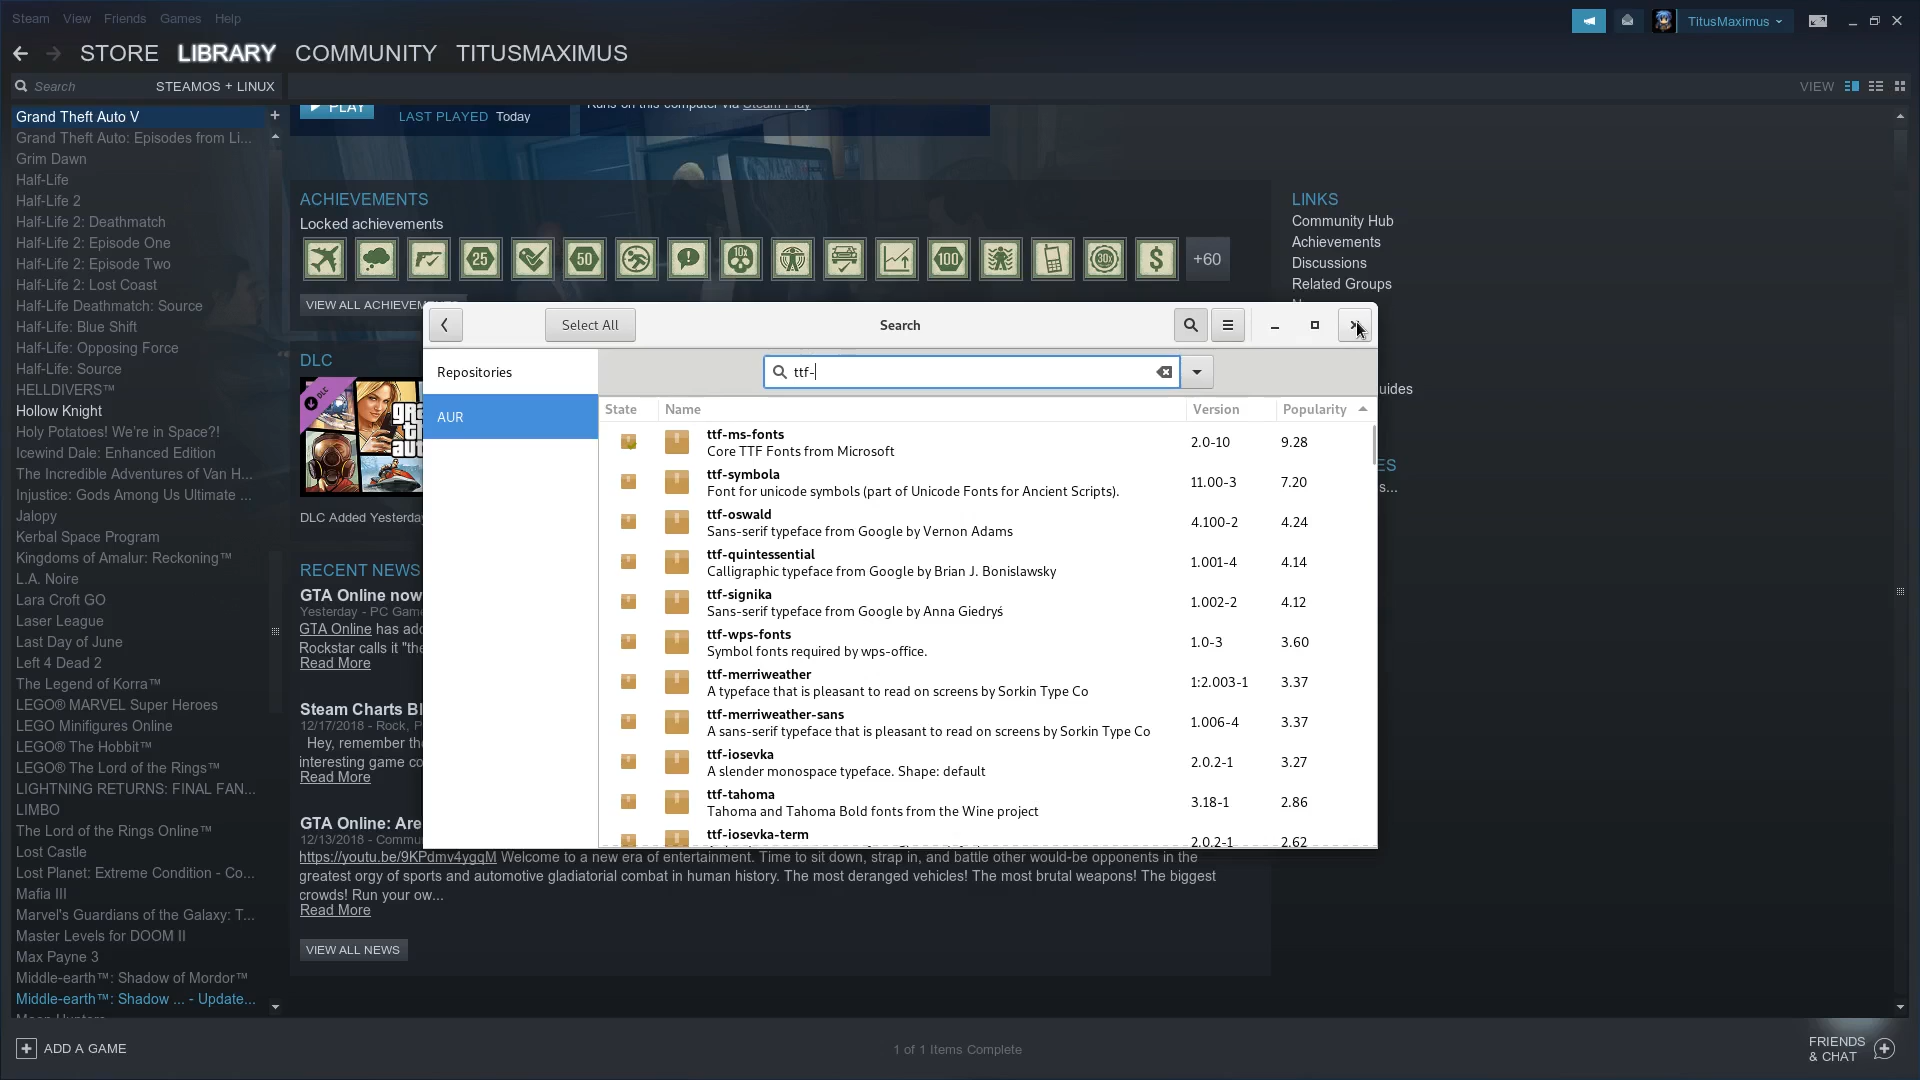 Steam View Friends Games Help
TitusMaximus
STORE LIBRARY COMMUNITY TITUSMAXIMUS
Search STEAMOS + LINUX
VIEW
Grand Theft Auto V +
Grand Theft Auto: Episodes from Li...
Grim Dawn
Half-Life
Half-Life 2
Half-Life 2: Deathmatch
Half-Life 2: Episode One
Half-Life 2: Episode Two
Half-Life 2: Lost Coast
Half-Life Deathmatch: Source
Half-Life: Blue Shift
Half-Life: Opposing Force
Half-Life: Source
HELLDIVERS™
Hollow Knight
Holy Potatoes! We're in Space?!
Icewind Dale: Enhanced Edition
The Incredible Adventures of Van H...
Injustice: Gods Among Us Ultimate ...
Jalopy
Kerbal Space Program
Kingdoms of Amalur: Reckoning™
L.A. Noire
Lara Croft GO
Laser League
Last Day of June
Left 4 Dead 2
The Legend of Korra™
LEGO® MARVEL Super Heroes
LEGO Minifigures Online
LEGO® The Hobbit™
LEGO® The Lord of the Rings™
LIGHTNING RETURNS: FINAL FAN...
LIMBO
The Lord of the Rings Online™
Lost Castle
Lost Planet: Extreme Condition - Co...
Mafia III
Marvel's Guardians of the Galaxy: T...
Master Levels for DOOM II
Max Payne 3
Middle-earth™: Shadow of Mordor™
Middle-earth™: Shadow ... - Update...
PLAY
LAST PLAYED Today
Runs on this computer via Steam Play
ACHIEVEMENTS
Locked achievements
25 50 10x 100 30x $ +60
VIEW ALL ACHIEVEM
DLC
DLC Added Yesterda
RECENT NEWS
GTA Online now
Yesterday - PC Gam
GTA Online has ad
Rockstar calls it "the
Read More
Steam Charts Bl
12/17/2018 - Rock, P
Hey, remember th
interesting game co
Read More
GTA Online: Are
12/13/2018 - Commu
https://youtu.be/9KPdmv4ygqM Welcome to a new era of entertainment. Time to sit down, strap in, and battle other would-be opponents in the
greatest orgy of sports and automotive gladiatorial combat in human history. The most deranged vehicles! The most brutal weapons! The biggest
crowds! Run your ow...
Read More
VIEW ALL NEWS
LINKS
Community Hub
Achievements
Discussions
Related Groups
uides
ES
s...
Select All Search
Repositories
AUR
ttf-
State Name Version Popularity
ttf-ms-fonts
Core TTF Fonts from Microsoft
2.0-10 9.28
ttf-symbola
Font for unicode symbols (part of Unicode Fonts for Ancient Scripts).
11.00-3 7.20
ttf-oswald
Sans-serif typeface from Google by Vernon Adams
4.100-2 4.24
ttf-quintessential
Calligraphic typeface from Google by Brian J. Bonislawsky
1.001-4 4.14
ttf-signika
Sans-serif typeface from Google by Anna Giedryś
1.002-2 4.12
ttf-wps-fonts
Symbol fonts required by wps-office.
1.0-3 3.60
ttf-merriweather
A typeface that is pleasant to read on screens by Sorkin Type Co
1:2.003-1 3.37
ttf-merriweather-sans
A sans-serif typeface that is pleasant to read on screens by Sorkin Type Co
1.006-4 3.37
ttf-iosevka
A slender monospace typeface. Shape: default
2.0.2-1 3.27
ttf-tahoma
Tahoma and Tahoma Bold fonts from the Wine project
3.18-1 2.86
ttf-iosevka-term
2.0.2-1 2.62
+ ADD A GAME
1 of 1 Items Complete
FRIENDS
& CHAT